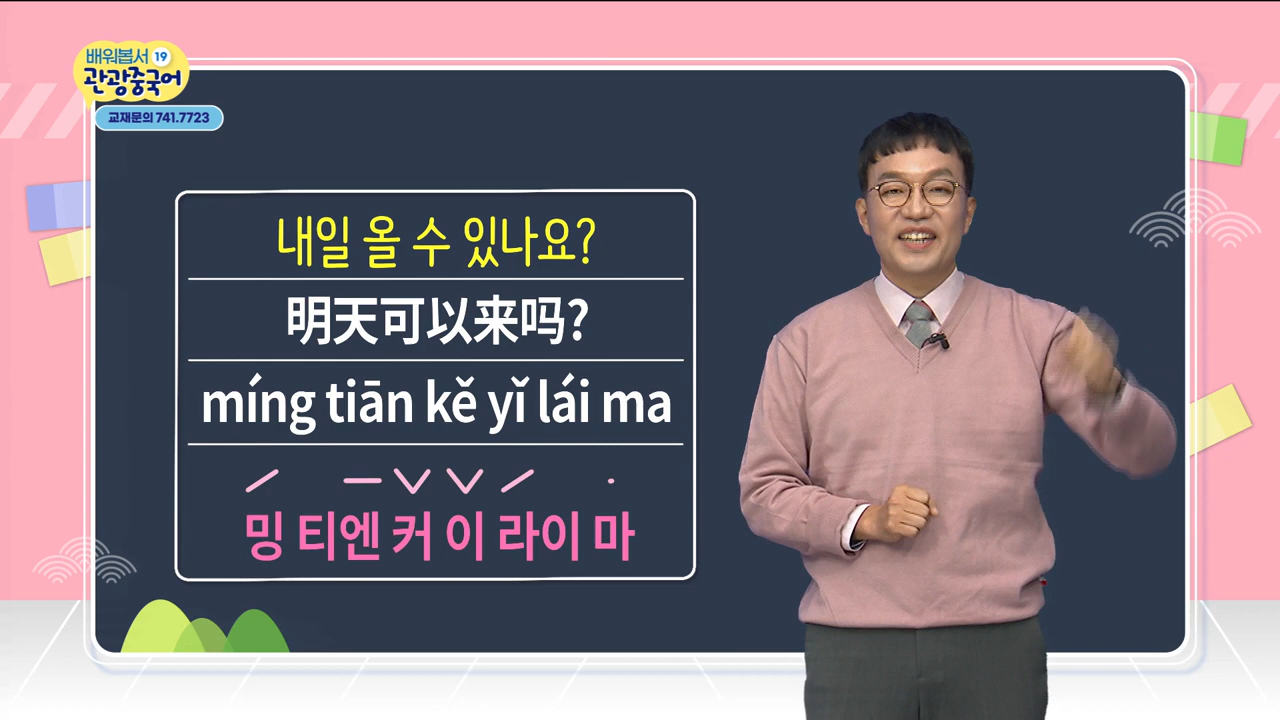 배워봅서 19
관광중국어
교재문의 741.7723
내일 올 수 있나요?
明天可以来吗?
míng tiān kě yǐ lái ma
밍 티엔 커 이 라이 마